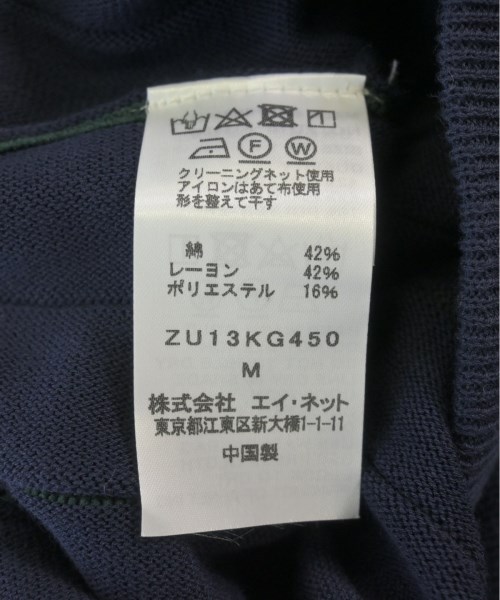 F W
クリーニングネット使用
アイロンはあて布使用
形を整えて干す
綿 42%
レーヨン 42%
ポリエステル 16%
ZU13KG450
M
株式会社 エイ・ネット
東京都江東区新大橋1-1-11
中国製